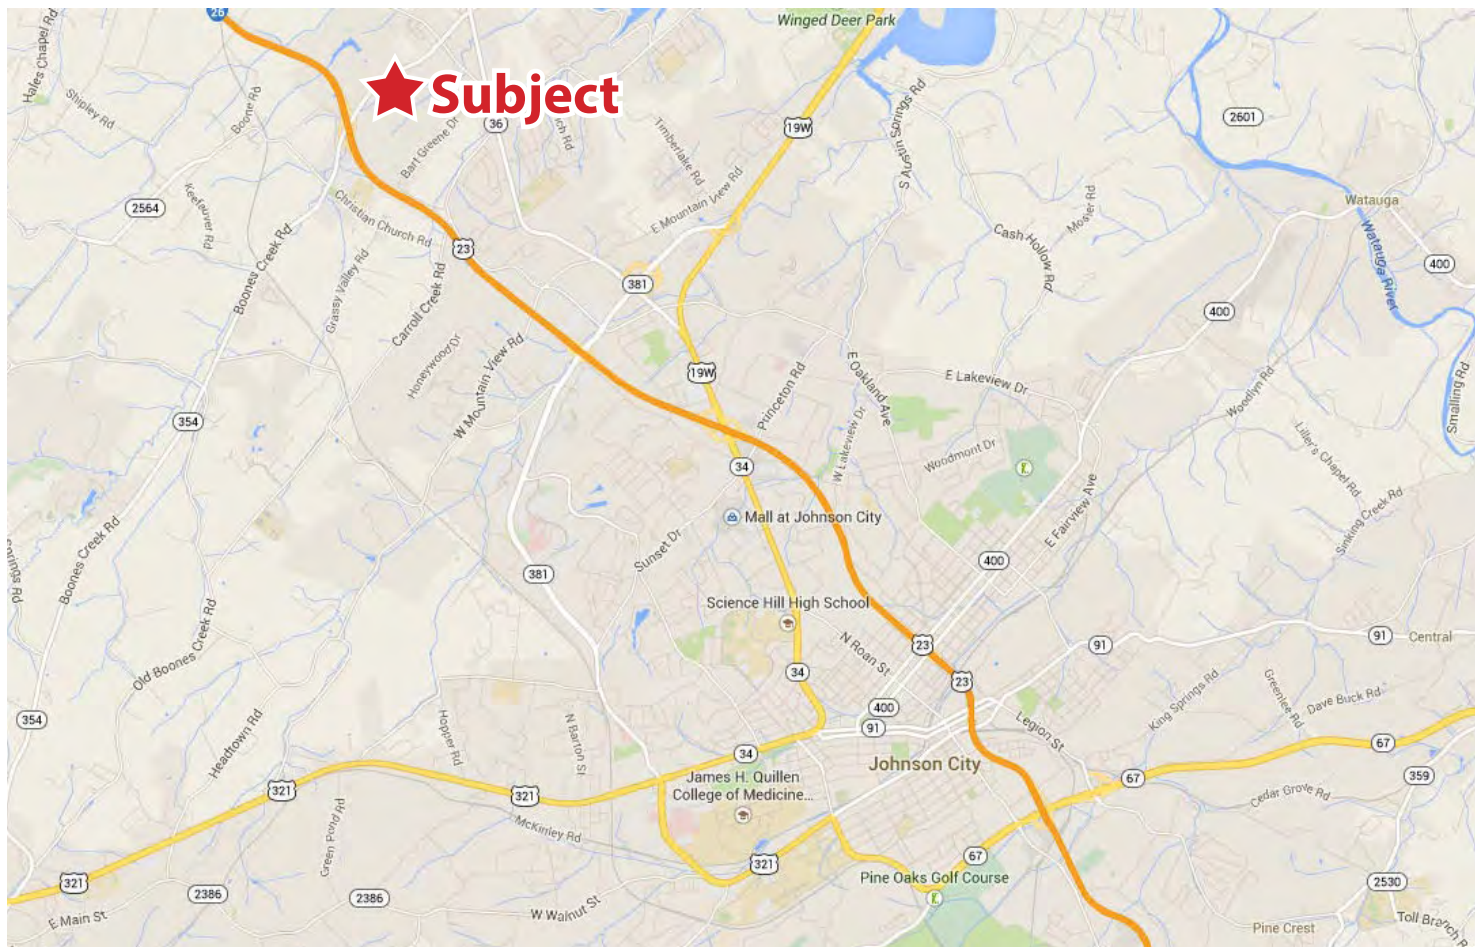 26
Winged Deer Park
Hales Chapel Rd
Subject
Shipley Rd
Boone Rd
36
Bart Greene Dr
Timberlake Rd
19W
S Austin Springs Rd
2601
2564
Keefauver Rd
Christian Church Rd
E Mountain View Rd
Mosier Rd
Watauga
Cash Hollow Rd
Watauga River
23
400
Boones Creek Rd
Grassy Valley Rd
Carroll Creek Rd
381
400
Honeywood Dr
W Mountain View Rd
19W
Princeton Rd
E Oakland Ave
E Lakeview Dr
Woodlyn Rd
Smalling Rd
354
W Lakeview Dr
Woodmont Dr
Liller's Chapel Rd
34
Mall at Johnson City
E Fairview Ave
Sinking Creek Rd
Boones Creek Rd
Springs Rd
Sunset Dr
381
400
Science Hill High School
Old Boones Creek Rd
N Roan St
23
91
91
Central
34
23
King Springs Rd
Greenlee Rd
Dave Buck Rd
354
Headtown Rd
Hopper Rd
N Barton St
400
91
Legion St
67
34
Johnson City
321
321
James H. Quillen
College of Medicine...
67
359
Cedar Grove Rd
Green Pond Rd
McKinley Rd
321
67
321
2386
2386
Pine Oaks Golf Course
2530
E Main St
W Walnut St
Pine Crest
Toll Branch R